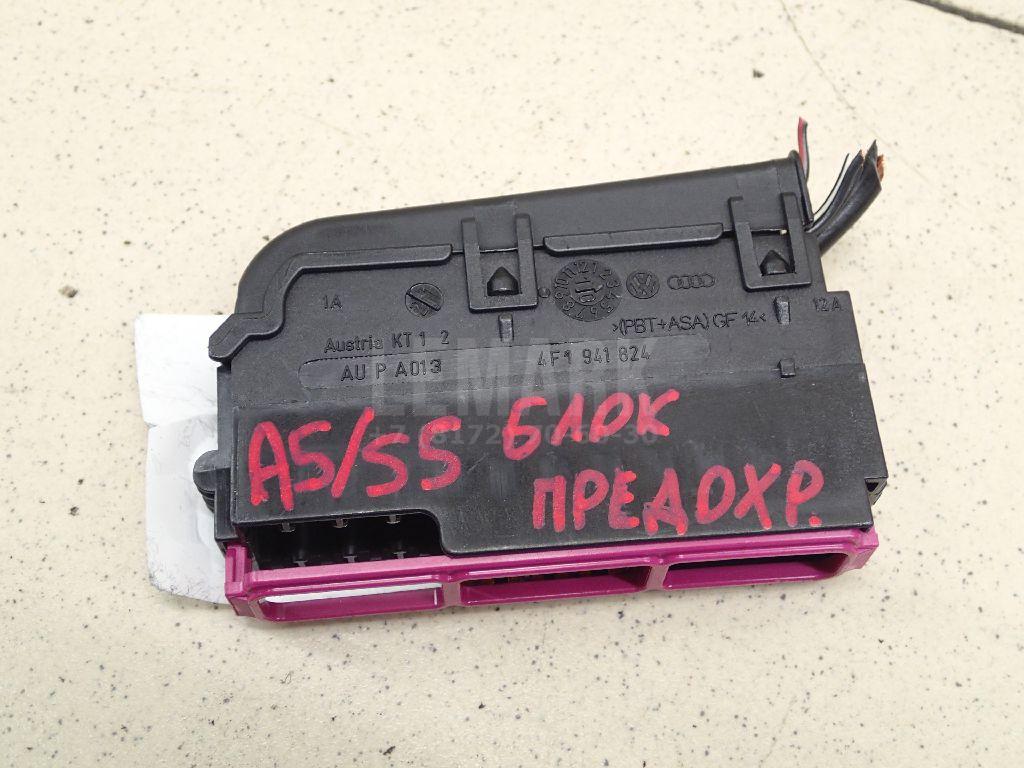 1A
12A
>(PBT+ASA)GF 14<
Austria KT 1 2
AU P A013
4F1 941 824
LEMARK
A5/S5 БЛОК
ПРЕДОХР.